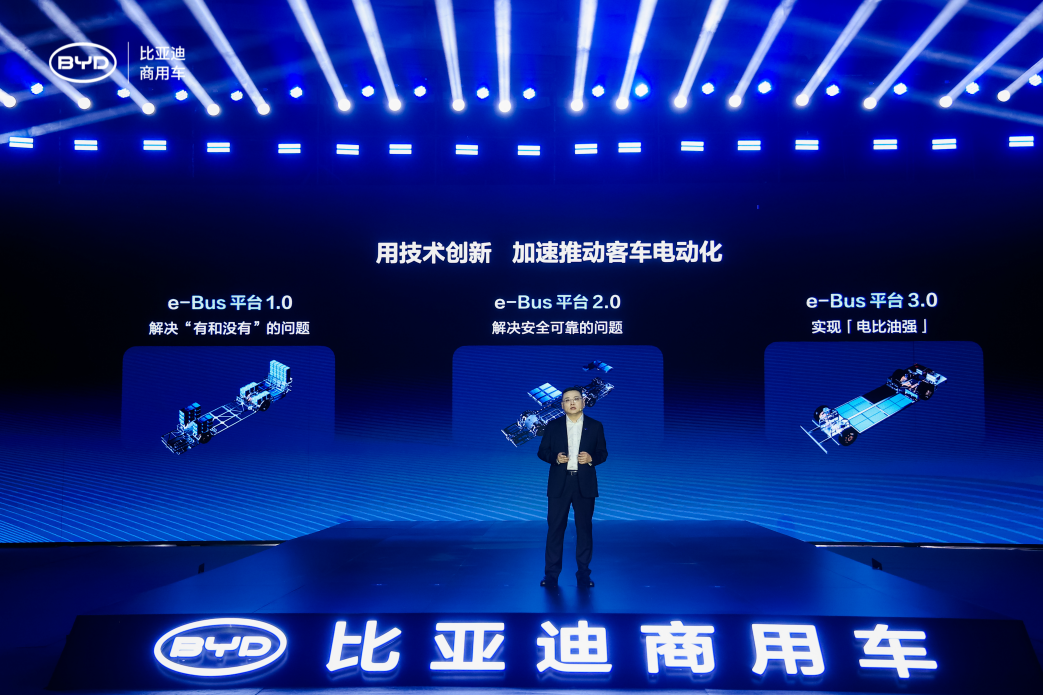 BYD
比亚迪
商用车
用技术创新 加速推动客车电动化
e-Bus 平台 1.0
解决“有和没有”的问题
e-Bus 平台 2.0
解决安全可靠的问题
e-Bus 平台 3.0
实现「电比油强」
BYD 比亚迪商用车